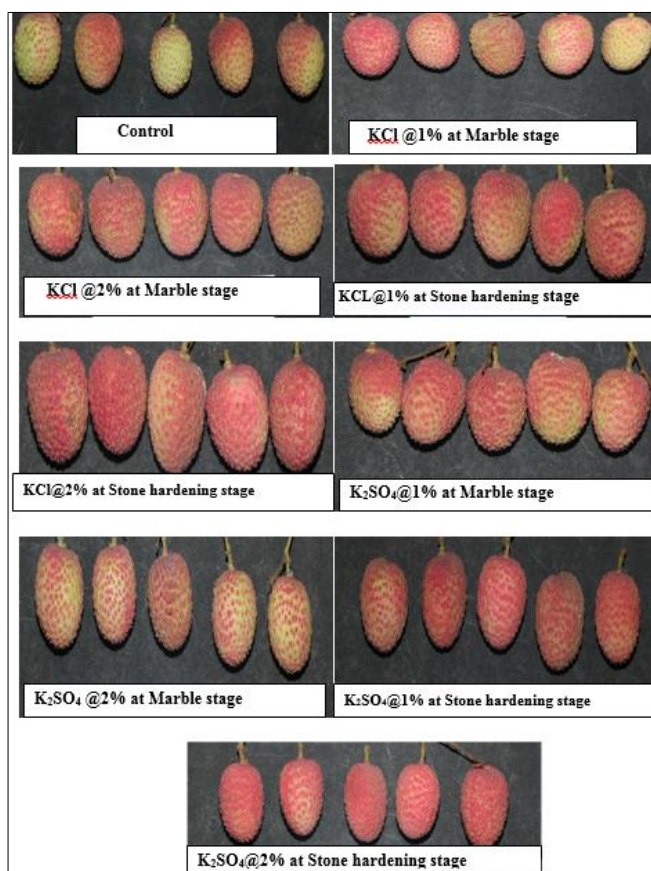 Control
KCl @1% at Marble stage
KCl @2% at Marble stage
KCL@1% at Stone hardening stage
KCl@2% at Stone hardening stage
K₂SO₄@1% at Marble stage
K₂SO₄ @2% at Marble stage
K₂SO₄@1% at Stone hardening stage
K₂SO₄@2% at Stone hardening stage